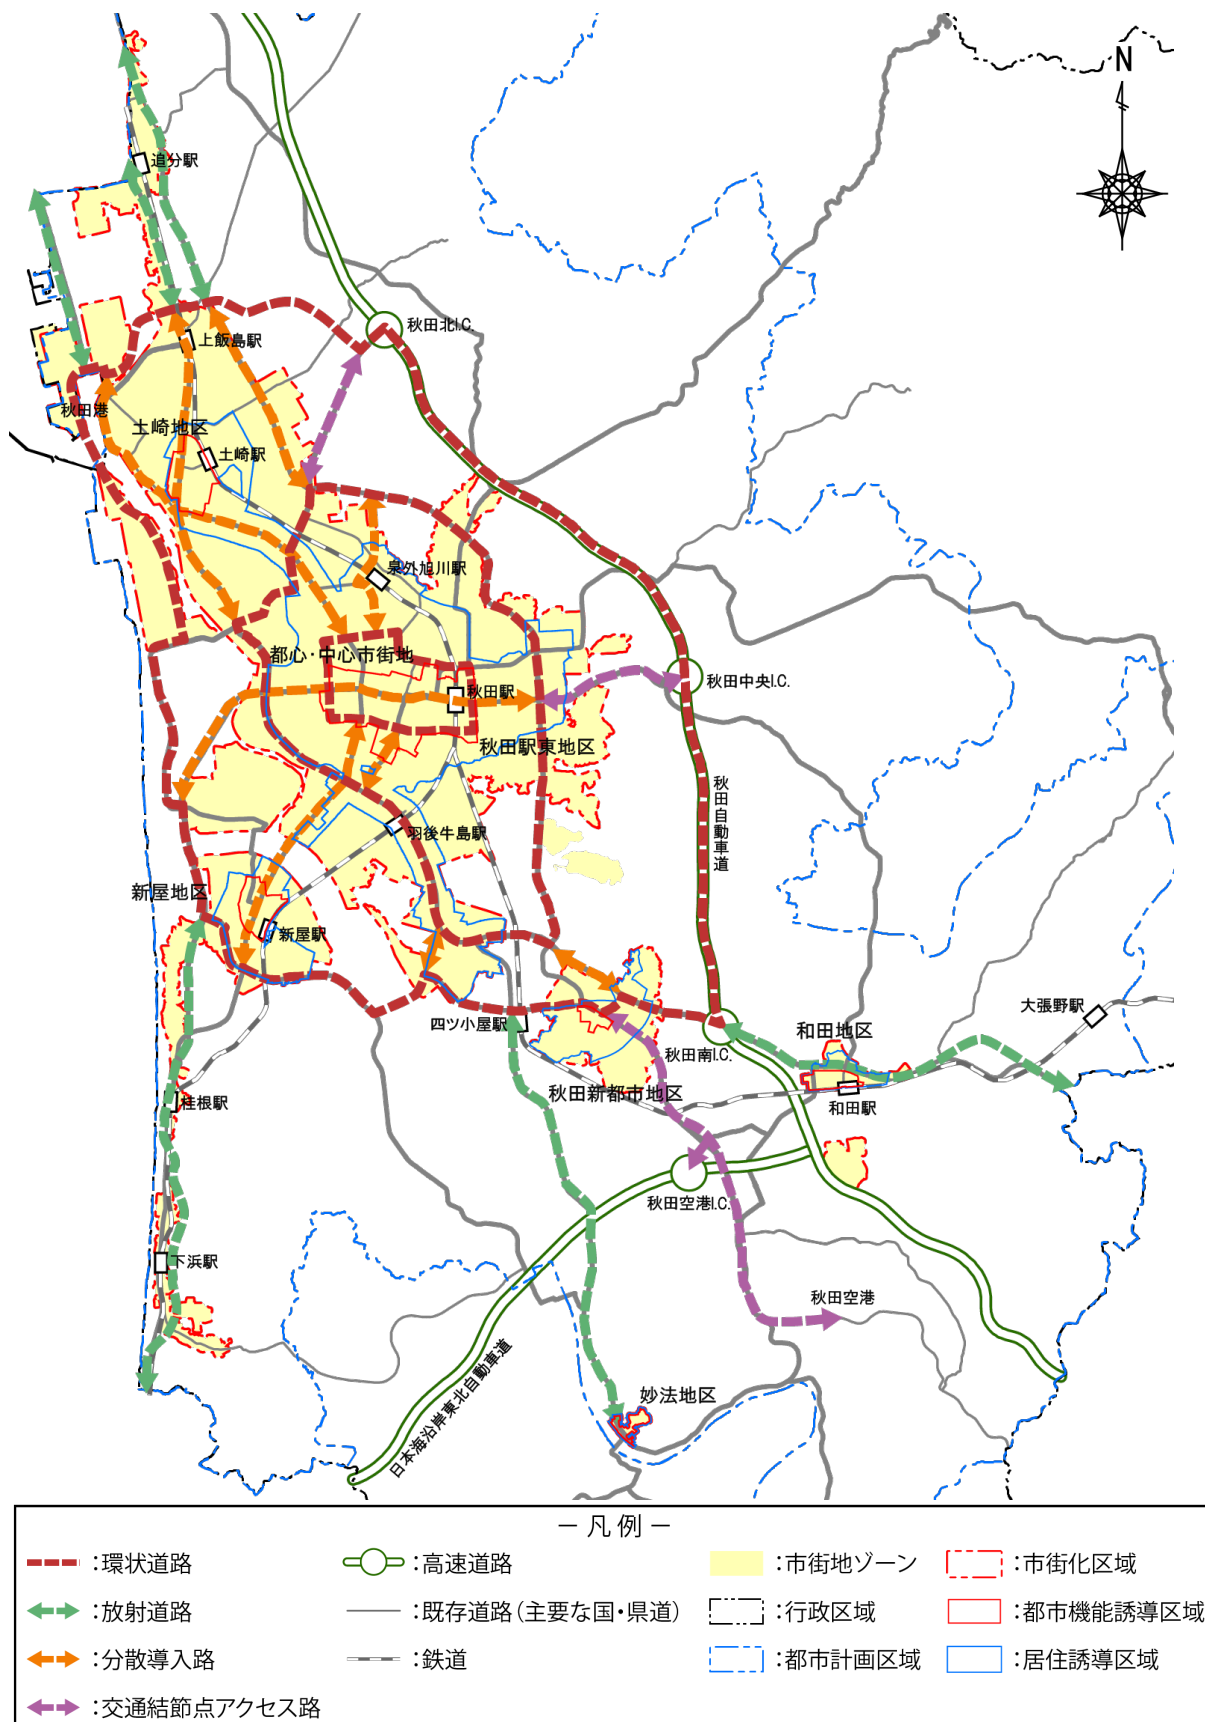 N
追分駅
秋田北I.C.
上飯島駅
秋田港
土崎地区
土崎駅
泉外旭川駅
都心･中心市街地
秋田中央I.C.
秋田駅
秋田駅東地区
秋田自動車道
羽後牛島駅
新屋地区
新屋駅
大張野駅
四ツ小屋駅
和田地区
秋田南I.C.
秋田新都市地区
桂根駅
和田駅
秋田空港I.C.
下浜駅
秋田空港
日本海沿岸東北自動車道
妙法地区
－ 凡 例 －
：環状道路
：高速道路
：市街地ゾーン
：市街化区域
：放射道路
：既存道路（主要な国･県道）
：行政区域
：都市機能誘導区域
：分散導入路
：鉄道
：都市計画区域
：居住誘導区域
：交通結節点アクセス路